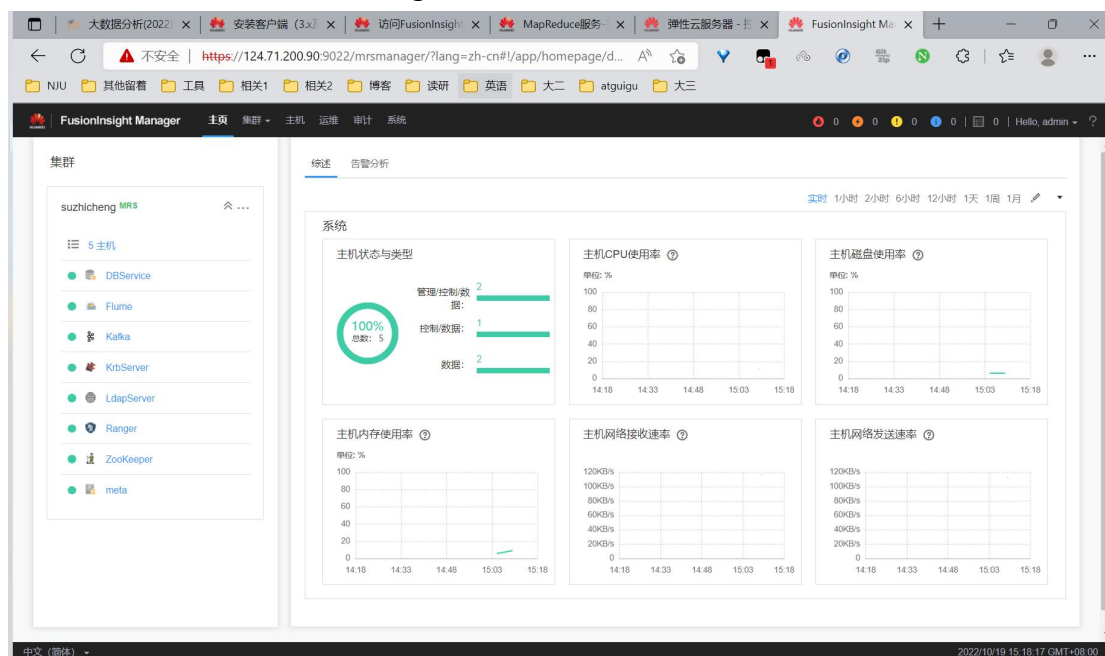 大数据分析(2022)
安装客户端（3.x及
访问FusionInsigh
MapReduce服务-
弹性云服务器 - 控
FusionInsight Ma
不安全 | https://124.71.200.90:9022/mrsmanager/?lang=zh-cn#!/app/homepage/d...
NJU 其他留着 工具 相关1 相关2 博客 读研 英语 大二 atguigu 大三
HUAWEI FusionInsight Manager 主页 集群 主机 运维 审计 系统 0 0 0 0 | 0 | Hello, admin ?
集群
suzhicheng MRS ...
5 主机
DBService
Flume
Kafka
KrbServer
LdapServer
Ranger
ZooKeeper
meta
综述 告警分析
实时 1小时 2小时 6小时 12小时 1天 1周 1月
系统
主机状态与类型
100%
总数: 5
管理/控制/数
据:
2
控制/数据: 1
数据: 2
主机CPU使用率
单位: %
100
80
60
40
20
0
14:18 14:33 14:48 15:03 15:18
主机磁盘使用率
单位: %
100
80
60
40
20
0
14:18 14:33 14:48 15:03 15:18
主机内存使用率
单位: %
100
80
60
40
20
0
14:18 14:33 14:48 15:03 15:18
主机网络接收速率
120KB/s
100KB/s
80KB/s
60KB/s
40KB/s
20KB/s
0
14:18 14:33 14:48 15:03 15:18
主机网络发送速率
120KB/s
100KB/s
80KB/s
60KB/s
40KB/s
20KB/s
0
14:18 14:33 14:48 15:03 15:18
中文（简体）
2022/10/19 15:18:17 GMT+08:00